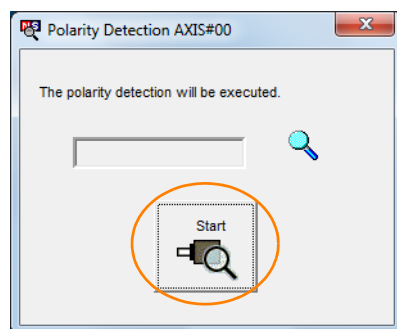 Polarity Detection AXIS#00
The polarity detection will be executed.
Start